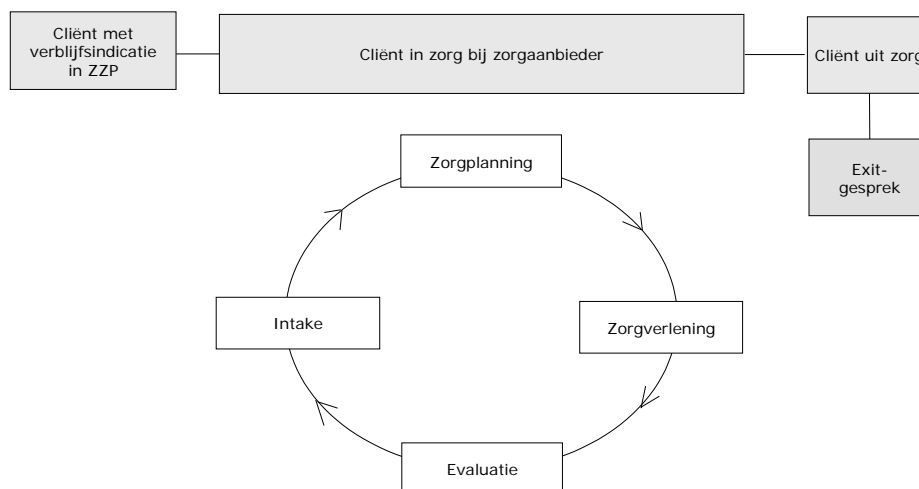 Cliënt met
verblijfsindicatie
in ZZP
Cliënt in zorg bij zorgaanbieder
Cliënt uit zorg
Exit-
gesprek
Zorgplanning
Intake
Zorgverlening
Evaluatie